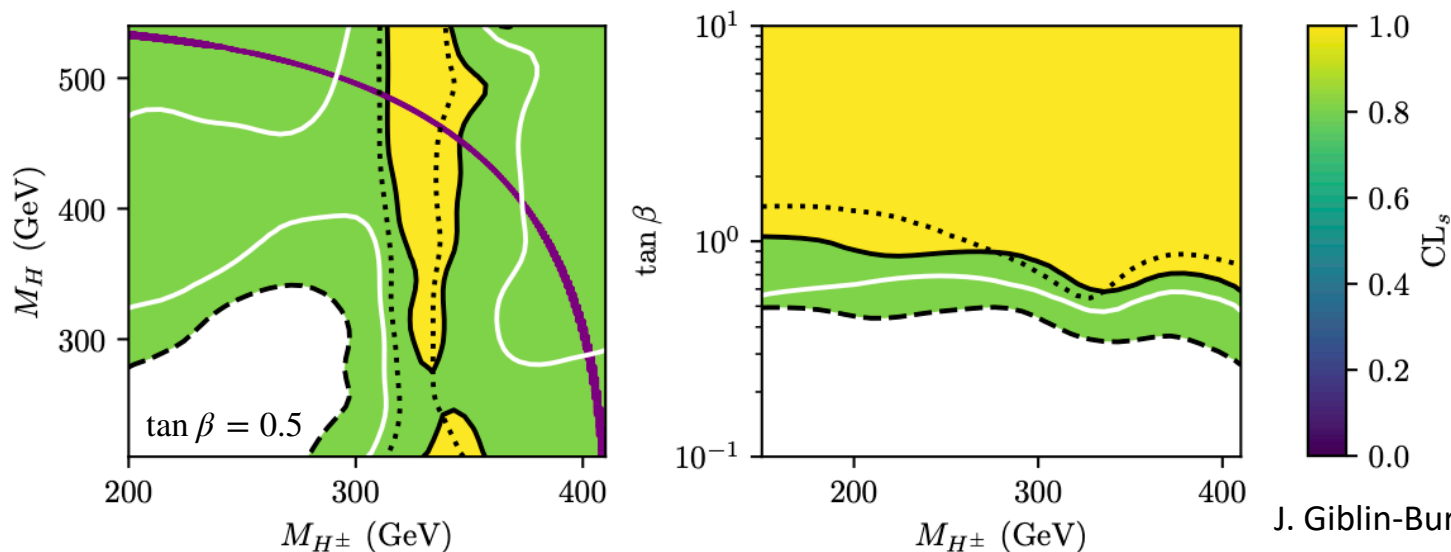 500
400
300
M_H (GeV)
tan β = 0.5
200
300
400
M_{H±} (GeV)
10^1
10^0
10^{-1}
tan β
200
300
400
M_{H±} (GeV)
1.0
0.8
0.6
0.4
0.2
0.0
CL_s
J. Giblin-Bur